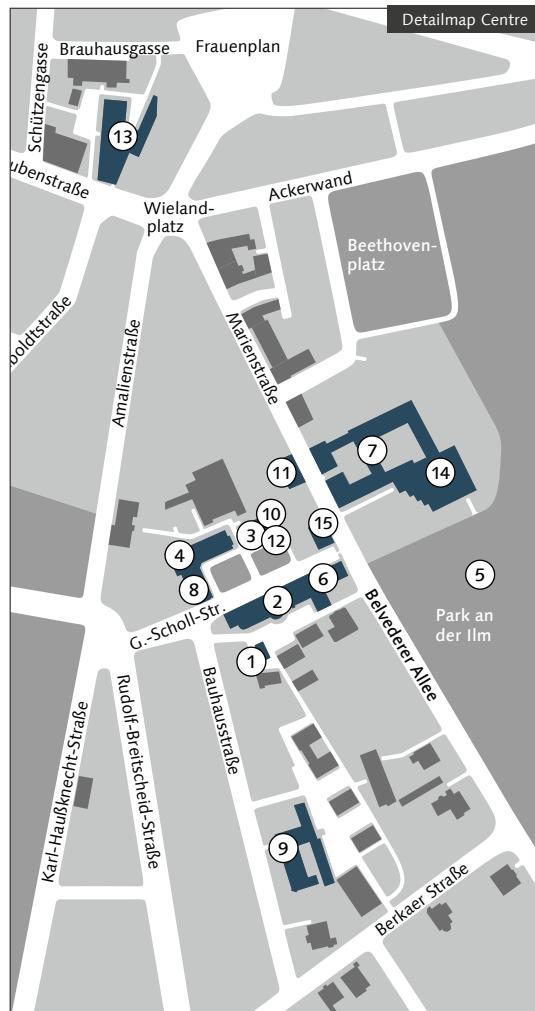 Detailmap Centre
Brauhausgasse
Frauenplan
Schützengasse
13
ubenstraße
Wieland-
platz
Ackerwand
Beethoven-
platz
boldtstraße
Amalienstraße
Marienstraße
7
11
14
10
15
3
12
4
5
6
8
2
G.-Scholl-Str.
Park an
der Ilm
1
Belvederer Allee
Bauhausstraße
Rudolf-Breitscheid-Straße
Karl-Haußknecht-Straße
9
Berkaer Straße